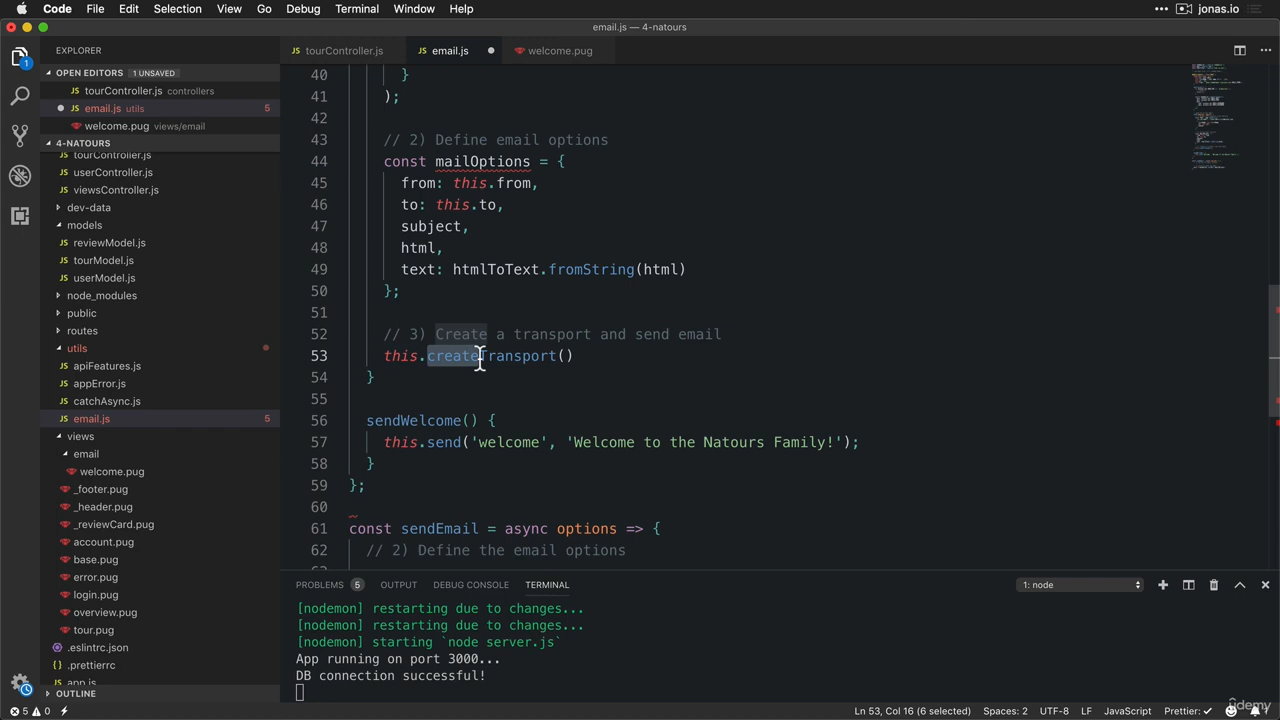 Code File Edit Selection View Go Debug Terminal Window Help ••• jonas.io
email.js — 4-natours
EXPLORER
OPEN EDITORS 1 UNSAVED
tourController.js controllers
email.js utils 5
welcome.pug views/email
4-NATOURS
tourController.js
userController.js
viewsController.js
dev-data
models
reviewModel.js
tourModel.js
userModel.js
node_modules
public
routes
utils
apiFeatures.js
appError.js
catchAsync.js
email.js 5
views
email
welcome.pug
_footer.pug
_header.pug
_reviewCard.pug
account.pug
base.pug
error.pug
login.pug
overview.pug
tour.pug
.eslintrc.json
.prettierrc
app.js
OUTLINE
tourController.js email.js welcome.pug
40 }
41 );
42
43 // 2) Define email options
44 const mailOptions = {
45 from: this.from,
46 to: this.to,
47 subject,
48 html,
49 text: htmlToText.fromString(html)
50 };
51
52 // 3) Create a transport and send email
53 this.createTransport()
54 }
55
56 sendWelcome() {
57 this.send('welcome', 'Welcome to the Natours Family!');
58 }
59 };
60
61 const sendEmail = async options => {
62 // 2) Define the email options
PROBLEMS 5 OUTPUT DEBUG CONSOLE TERMINAL 1: node
[nodemon] restarting due to changes...
[nodemon] restarting due to changes...
[nodemon] starting `node server.js`
App running on port 3000...
DB connection successful!
5 0 Ln 53, Col 16 (6 selected) Spaces: 2 UTF-8 LF JavaScript Prettier: ✓ 1
udemy